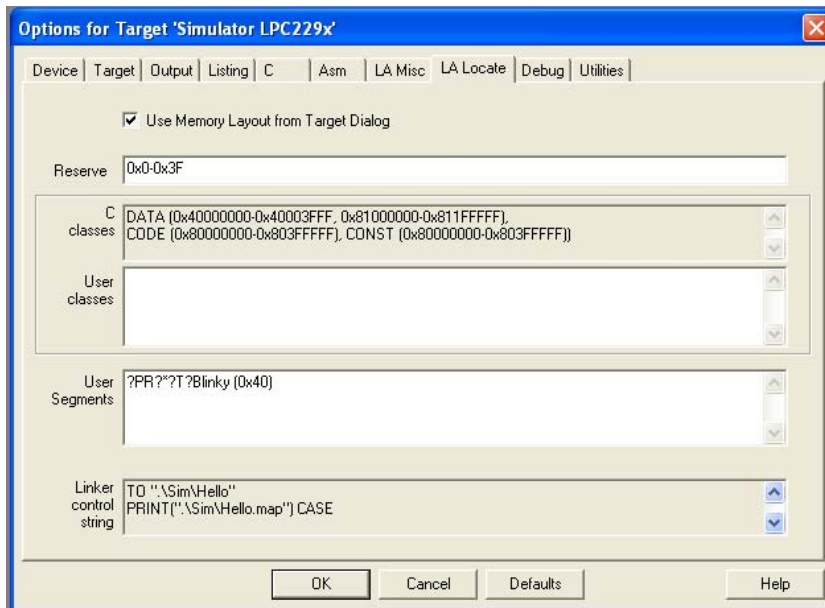 Options for Target 'Simulator LPC229x'
Device Target Output Listing C Asm LA Misc LA Locate Debug Utilities
Use Memory Layout from Target Dialog
Reserve 0x0-0x3F
C classes
DATA (0x40000000-0x40003FFF, 0x81000000-0x811FFFFF),
CODE (0x80000000-0x803FFFFF), CONST (0x80000000-0x803FFFFF))
User classes
User Segments
?PR?*?T?Blinky (0x40)
Linker control string
TO ".\Sim\Hello"
PRINT(".\Sim\Hello.map") CASE
OK Cancel Defaults Help